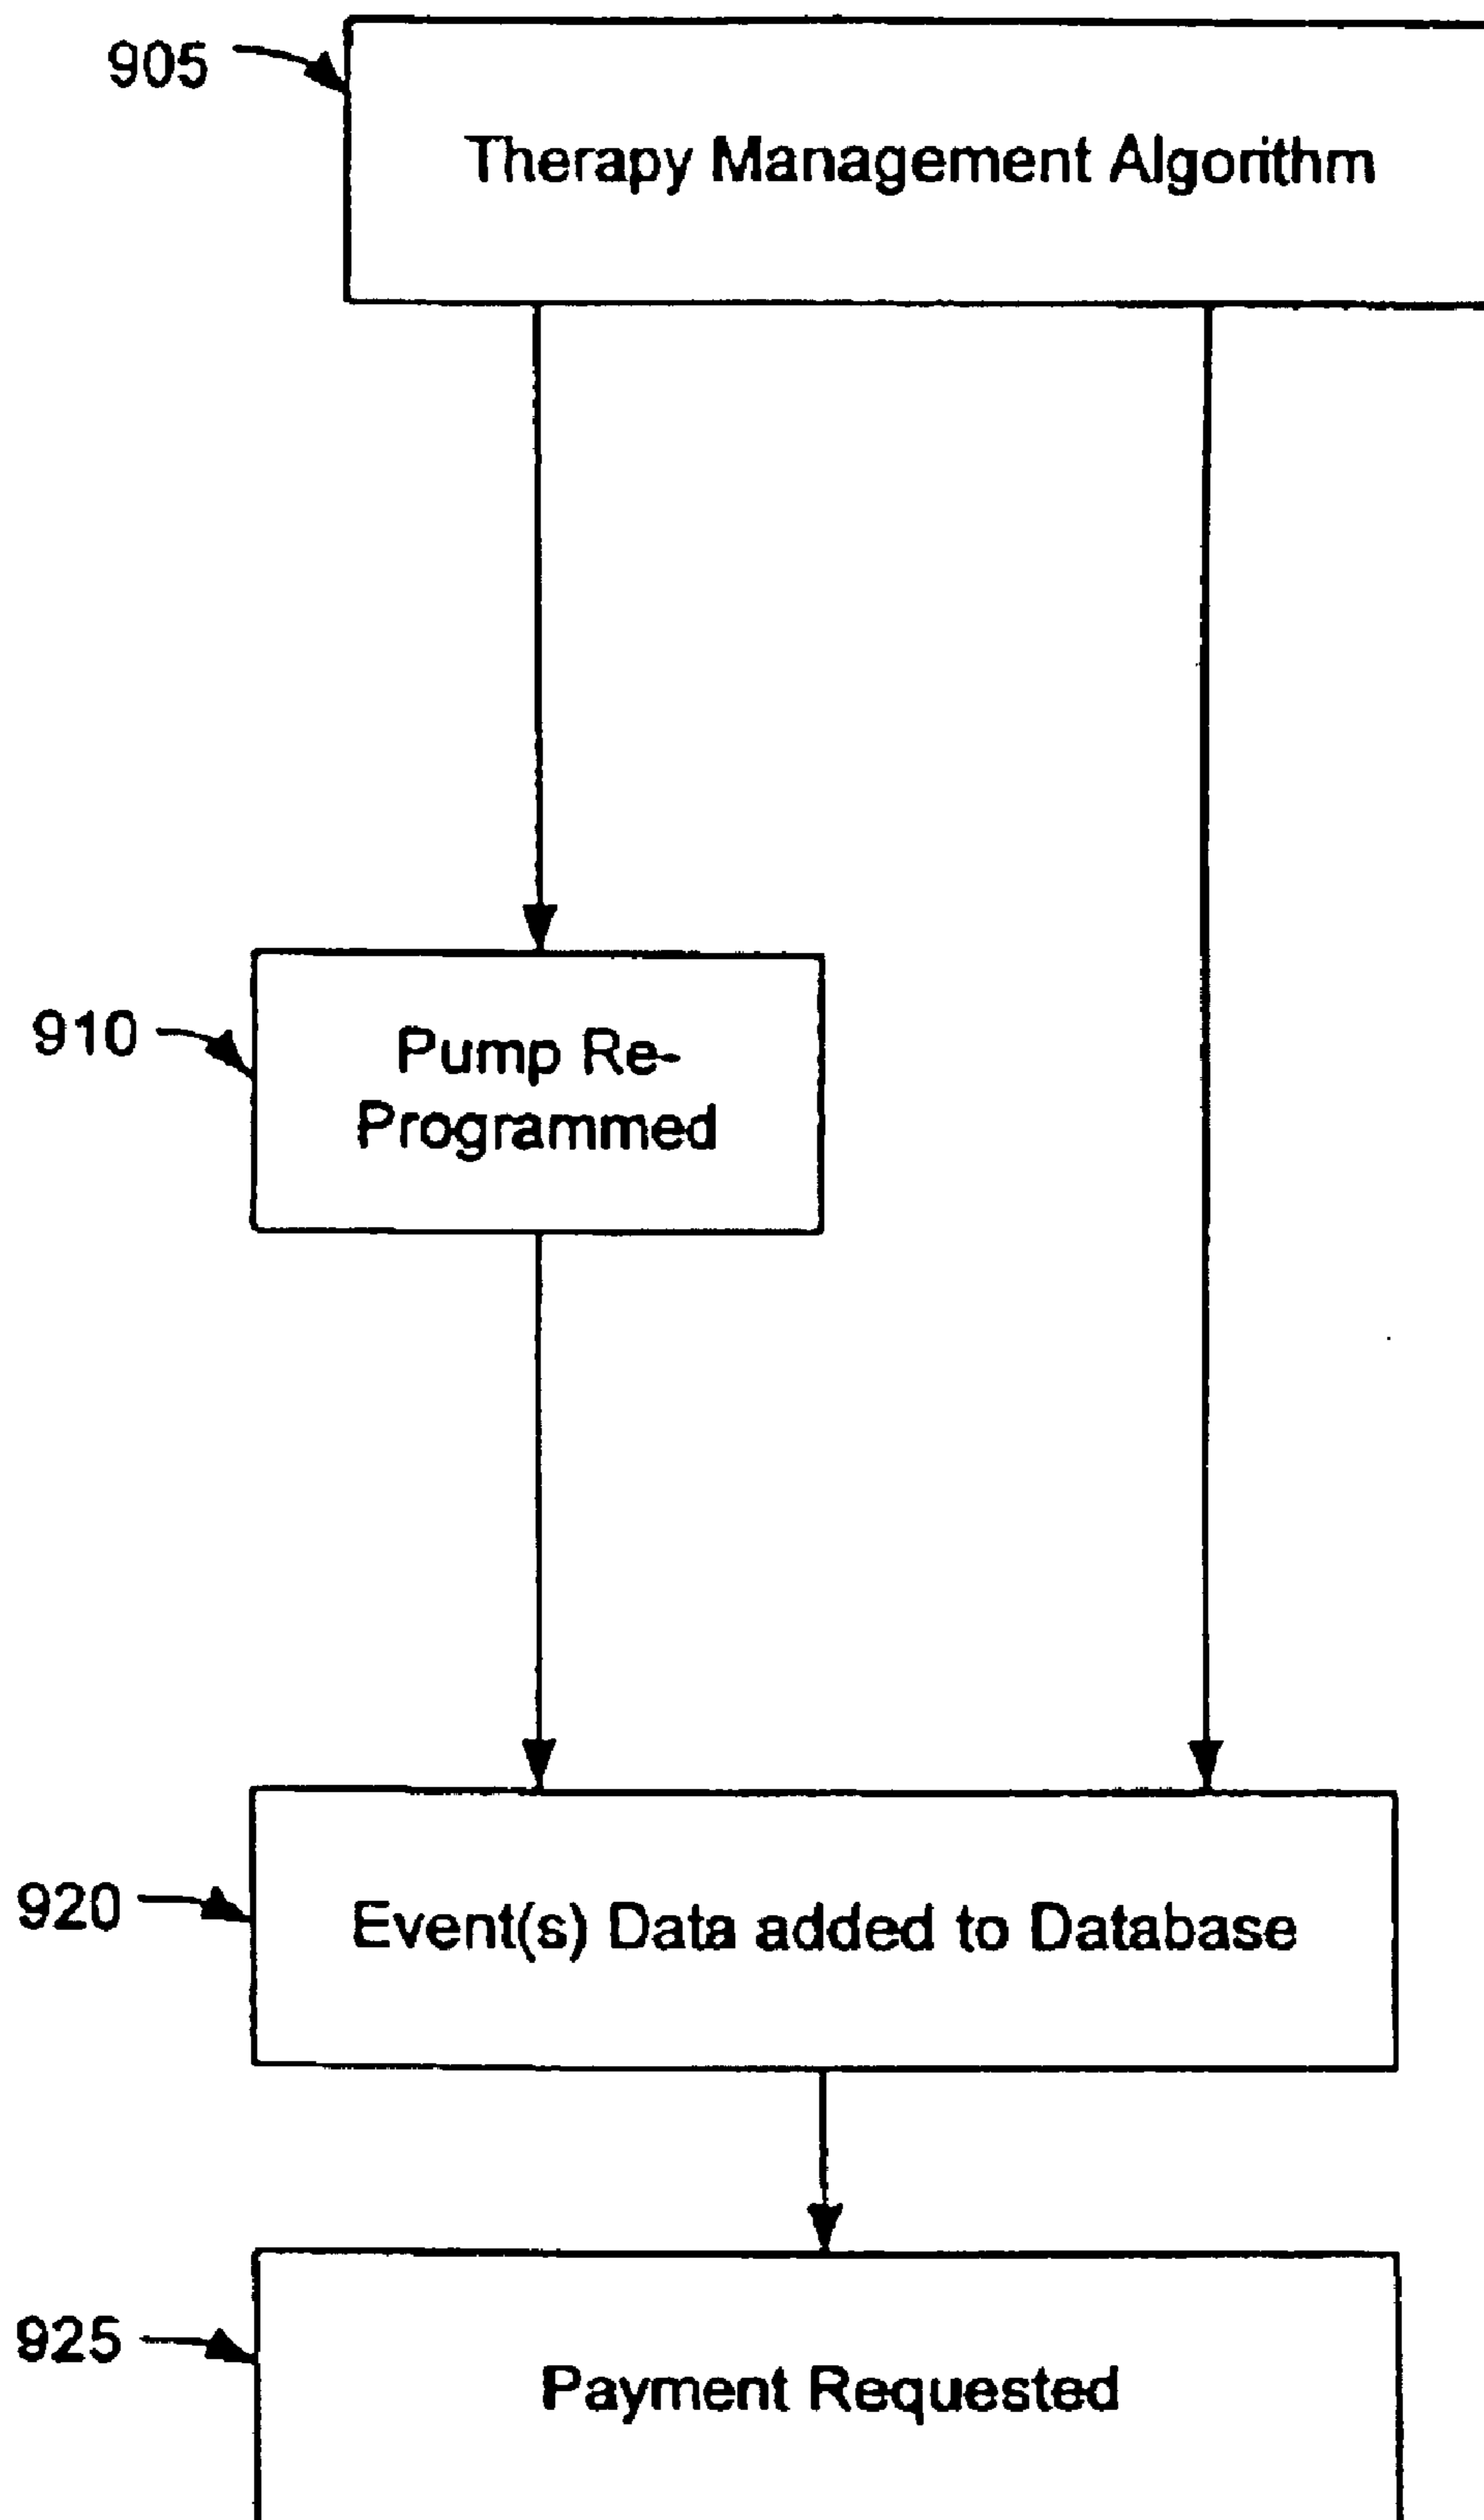 905
Therapy Management Algorithm
910
Pump Re-
Programmed
920
Event(s) Data added to Database
925
Payment Requested